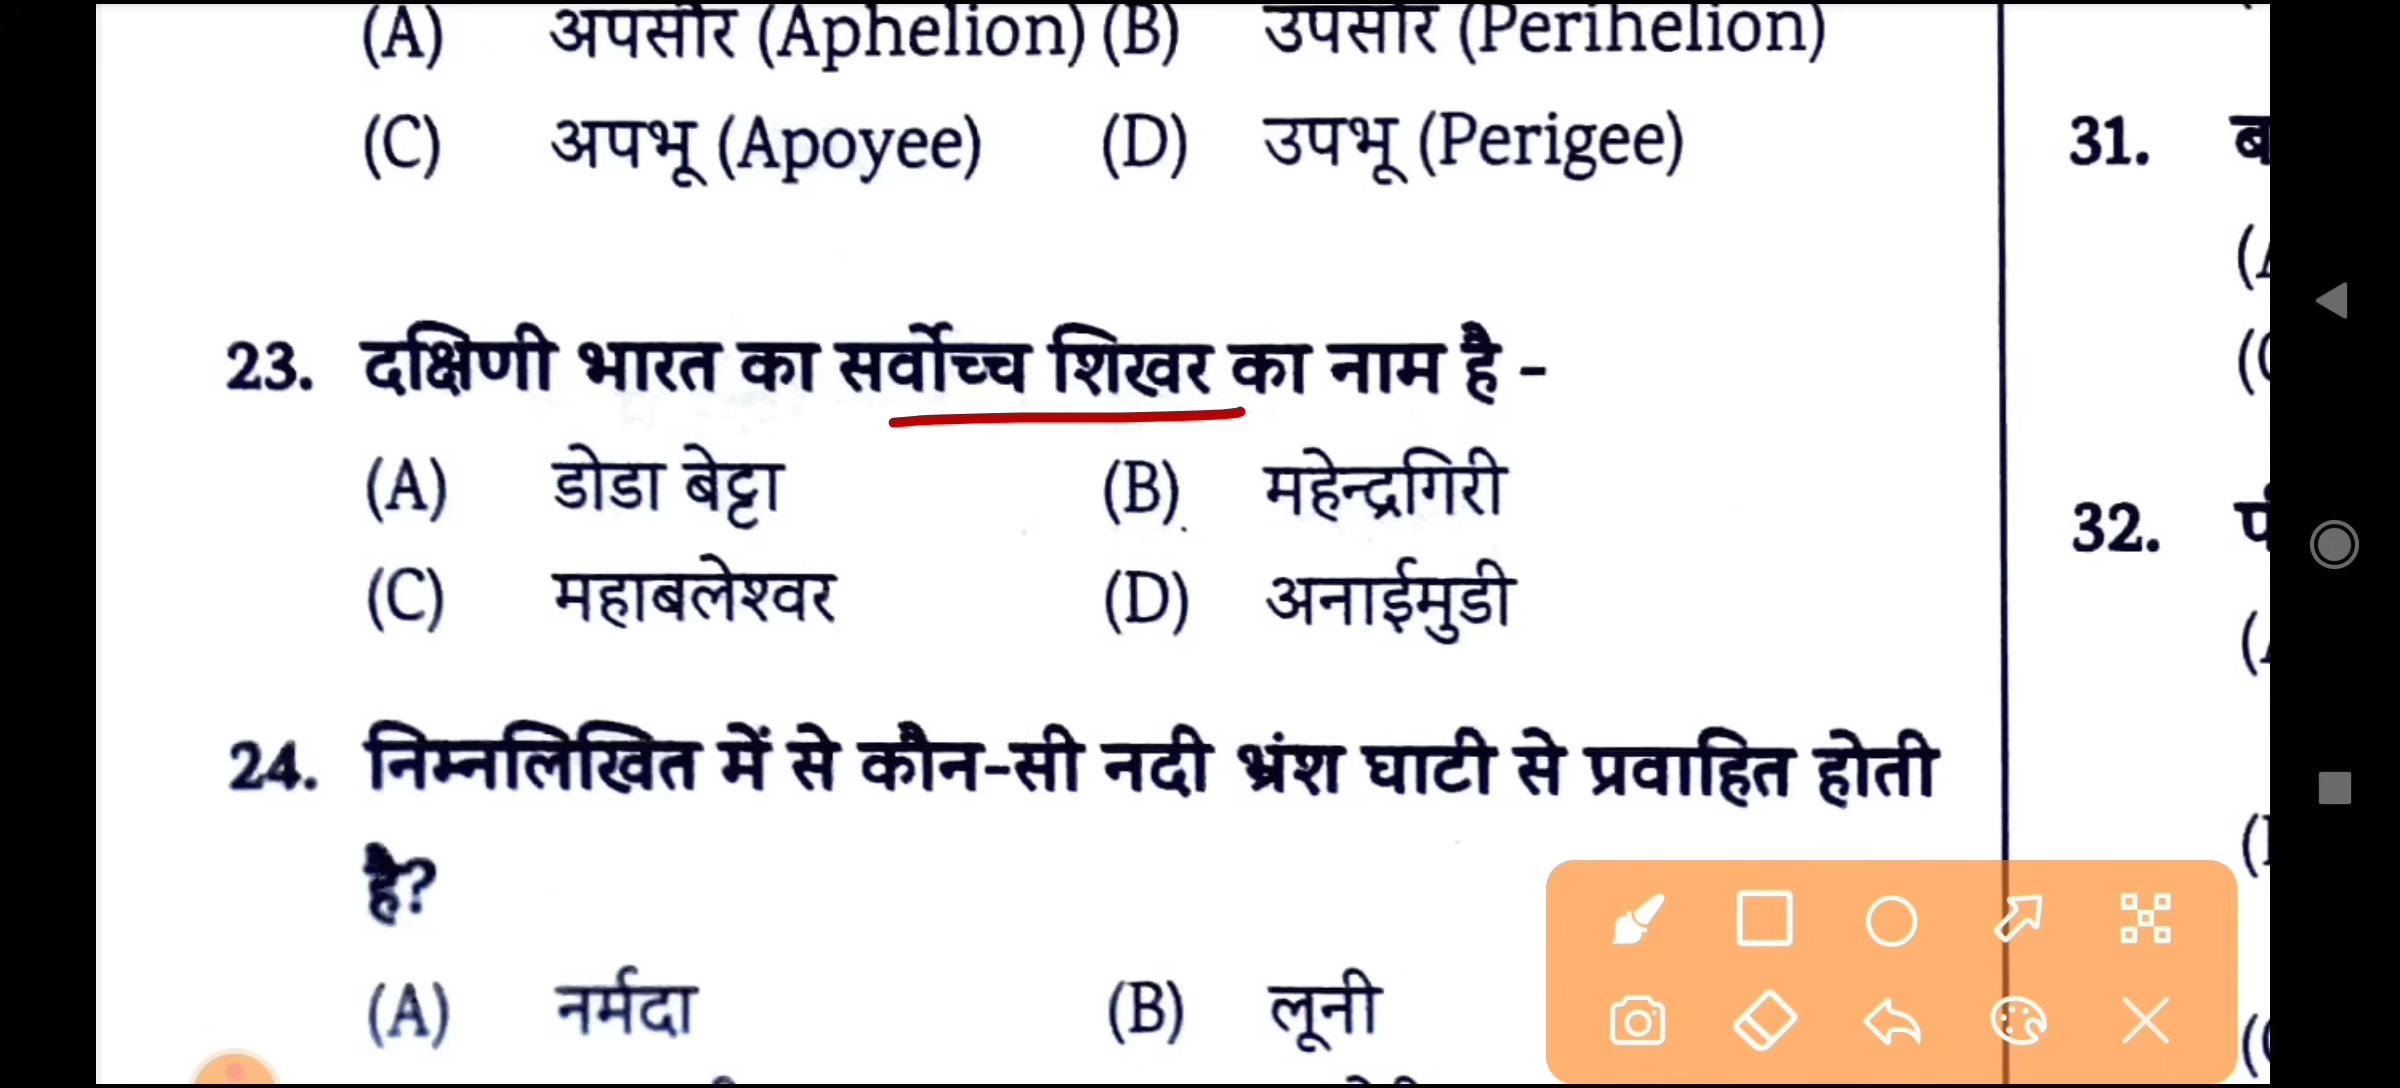 (A) अपसौर (Aphelion) (B) उपसौर (Perihelion)
(C) अपभू (Apoyee) (D) उपभू (Perigee)
23. दक्षिणी भारत का सर्वोच्च शिखर का नाम है -
(A) डोडा बेट्टा (B) महेन्द्रगिरी
(C) महाबलेश्वर (D) अनाईमुडी
24. निम्नलिखित में से कौन-सी नदी भ्रंश घाटी से प्रवाहित होती
है?
(A) नर्मदा (B) लूनी
31.
32.